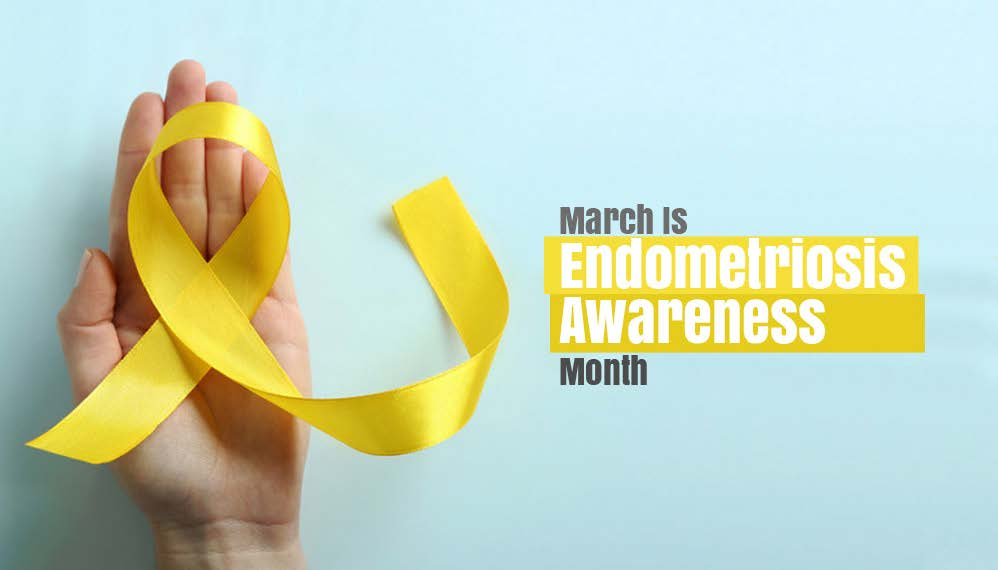 March Is
Endometriosis
Awareness
Month